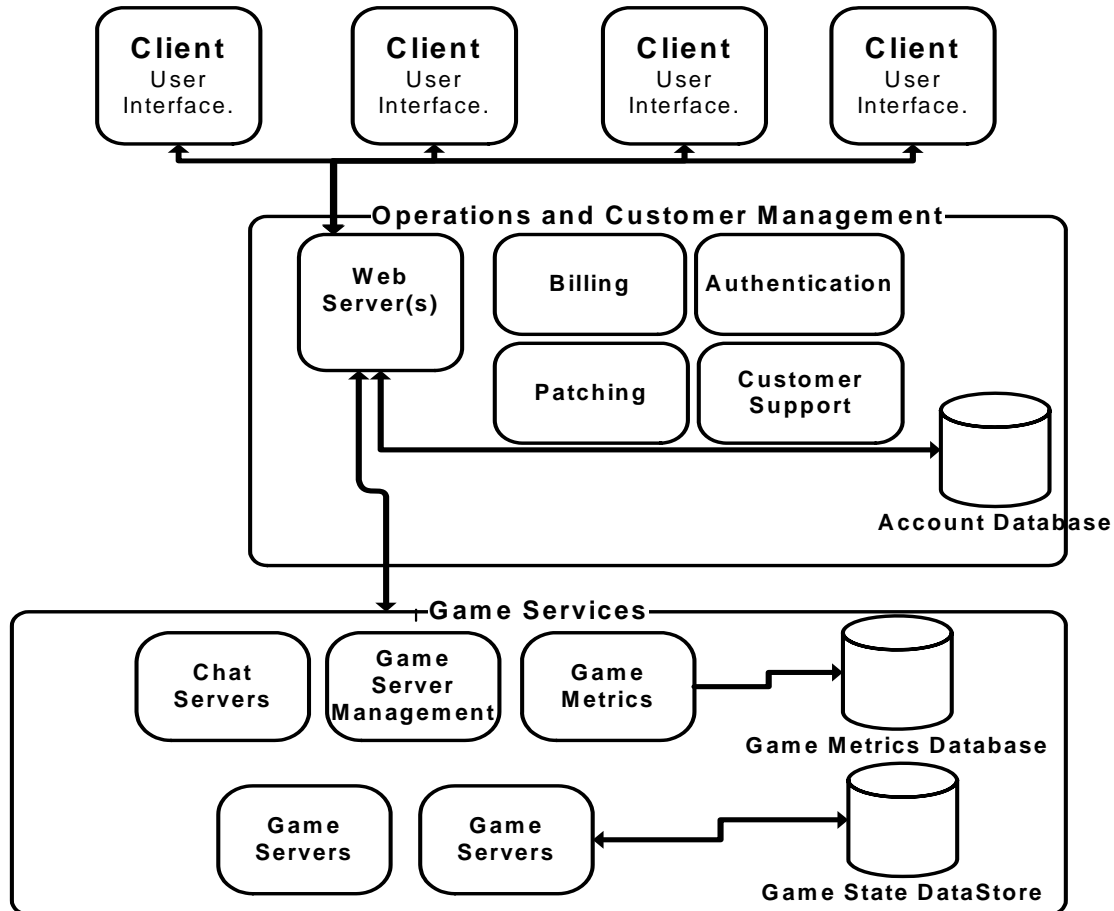 Client
User
Interface.
Client
User
Interface.
Client
User
Interface.
Client
User
Interface.
Operations and Customer Management
Web
Server(s)
Billing
Authentication
Patching
Customer
Support
Account Database
Game Services
Chat
Servers
Game
Server
Management
Game
Metrics
Game Metrics Database
Game
Servers
Game
Servers
Game State DataStore